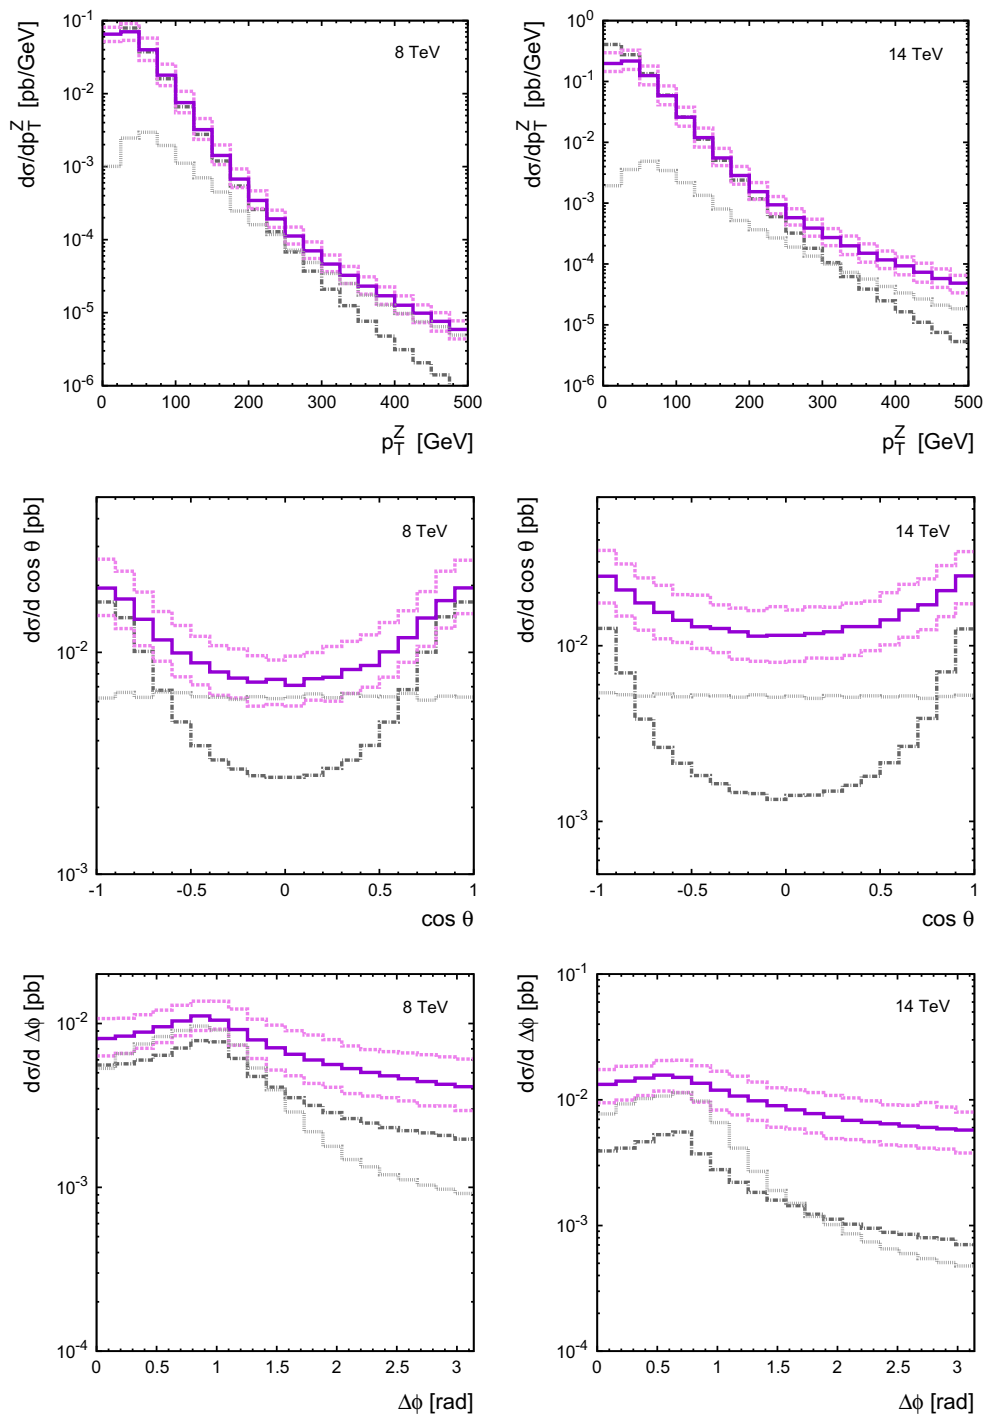 dσ/dp_T^Z [pb/GeV]
10^-1
10^-2
10^-3
10^-4
10^-5
10^-6
8 TeV
0 100 200 300 400 500
p_T^Z [GeV]
dσ/dp_T^Z [pb/GeV]
10^0
10^-1
10^-2
10^-3
10^-4
10^-5
10^-6
14 TeV
0 100 200 300 400 500
p_T^Z [GeV]
dσ/d cos θ [pb]
10^-2
10^-3
8 TeV
-1 -0.5 0 0.5 1
cos θ
dσ/d cos θ [pb]
10^-2
10^-3
14 TeV
-1 -0.5 0 0.5 1
cos θ
dσ/d Δϕ [pb]
10^-2
10^-3
10^-4
8 TeV
0 0.5 1 1.5 2 2.5 3
Δϕ [rad]
dσ/d Δϕ [pb]
10^-1
10^-2
10^-3
10^-4
14 TeV
0 0.5 1 1.5 2 2.5 3
Δϕ [rad]